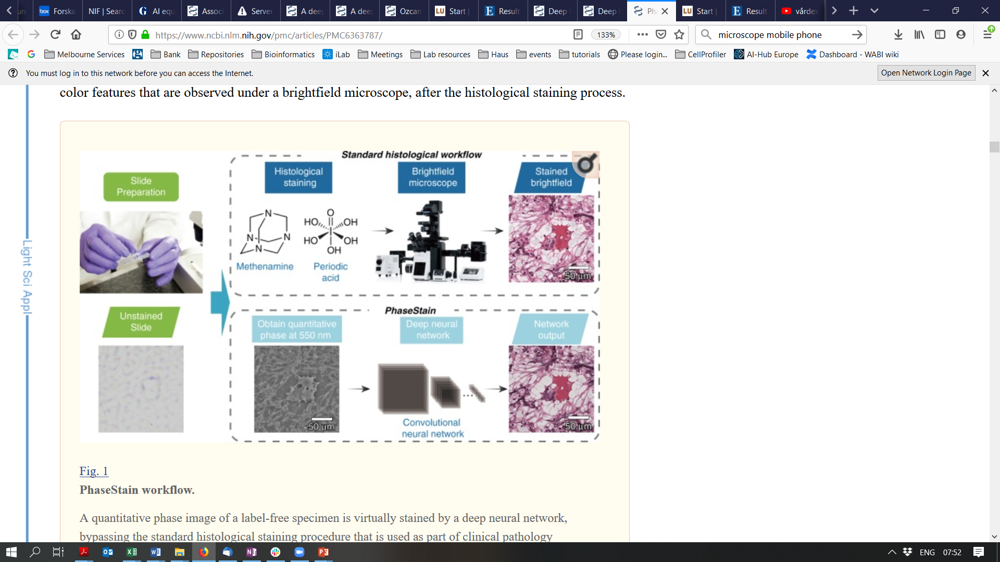 Forska
NIF | Searc
AI equ
Associ
Server
A deep
A deep
Ozcan
LU
Start |
Result
Deep
Deep
Ph
LU
Start |
Result
vårdex
https://www.ncbi.nlm.nih.gov/pmc/articles/PMC6363787/
133%
microscope mobile phone
Melbourne Services
Bank
Repositories
Bioinformatics
iLab
Meetings
Lab resources
Haus
events
tutorials
Please login...
CellProfiler
AI-Hub Europe
Dashboard - WABI wiki
You must log in to this network before you can access the Internet.
Open Network Login Page
color features that are observed under a brightfield microscope, after the histological staining process.
Light Sci Appl
Slide
Preparation
Unstained
Slide
Standard histological workflow
Histological
staining
Brightfield
microscope
Stained
brightfield
N
N
N
N
O
HO
OH
I
HO
OH
OH
Methenamine
Periodic
acid
50 µm
PhaseStain
Obtain quantitative
phase at 550 nm
Deep neural
network
Network
output
50 µm
...
Convolutional
neural network
50 µm
Fig. 1
PhaseStain workflow.
A quantitative phase image of a label-free specimen is virtually stained by a deep neural network,
bypassing the standard histological staining procedure that is used as part of clinical pathology
ENG
07:52